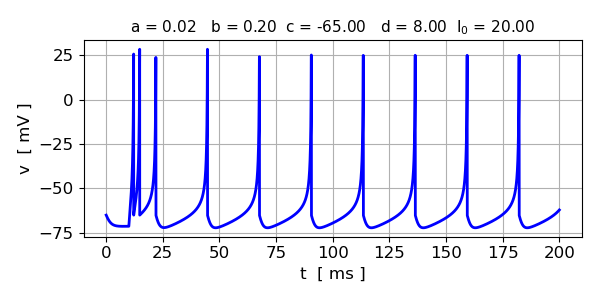 a = 0.02 b = 0.20 c = -65.00 d = 8.00 I₀ = 20.00
25
0
−25
−50
−75
v [ mV ]
0 25 50 75 100 125 150 175 200
t [ ms ]